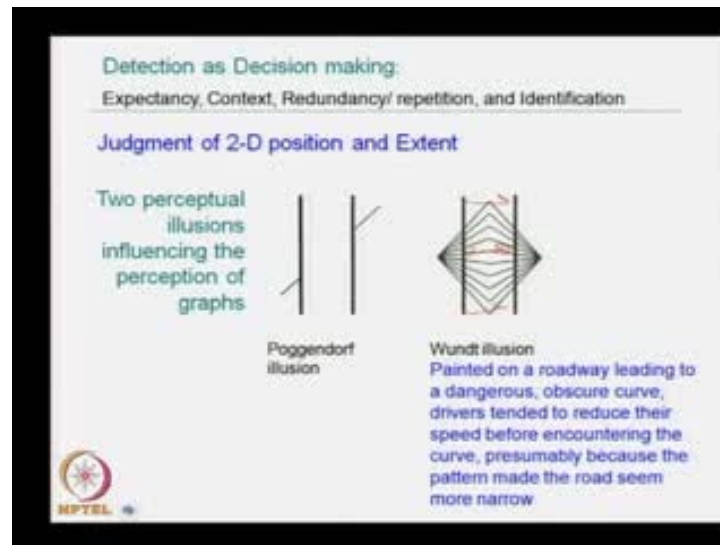 Detection as Decision making:
Expectancy, Context, Redundancy/ repetition, and Identification
Judgment of 2-D position and Extent
Two perceptual
illusions
influencing the
perception of
graphs
Poggendorf
illusion
Wundt illusion
Painted on a roadway leading to
a dangerous, obscure curve,
drivers tended to reduce their
speed before encountering the
curve, presumably because the
pattern made the road seem
more narrow
NPTEL